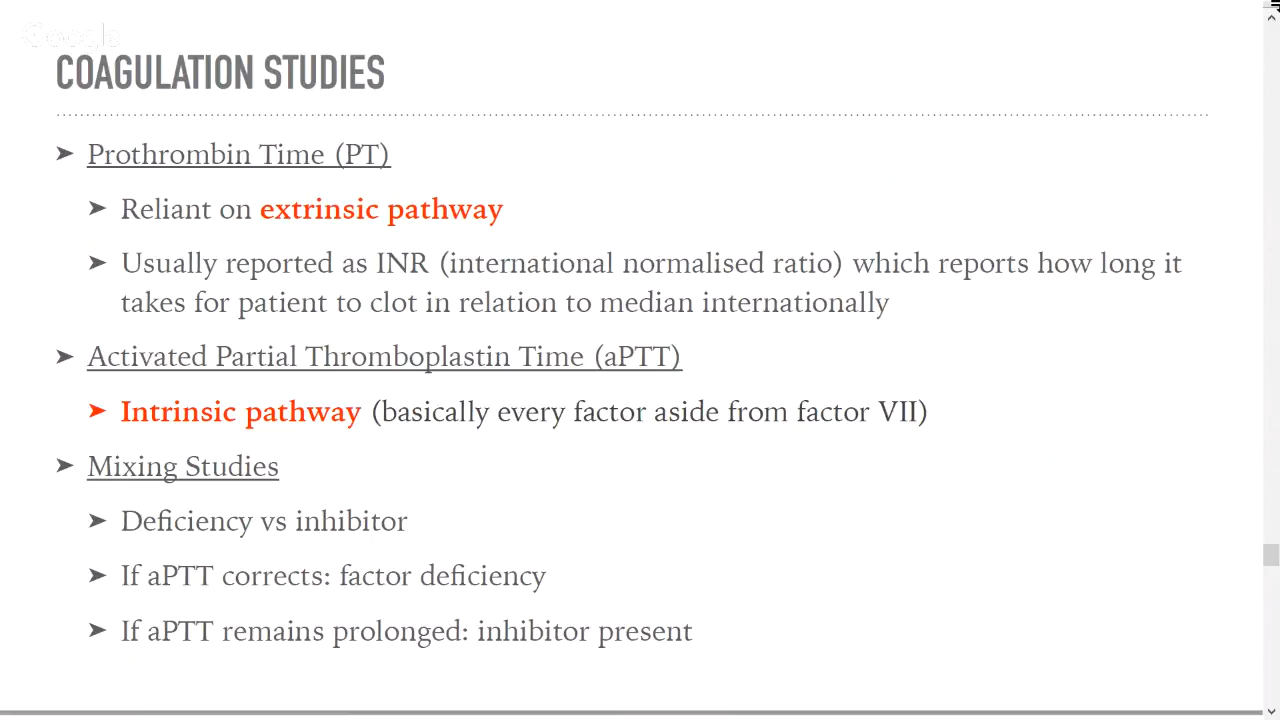 Google
COAGULATION STUDIES
➤ Prothrombin Time (PT)
➤ Reliant on extrinsic pathway
➤ Usually reported as INR (international normalised ratio) which reports how long it
takes for patient to clot in relation to median internationally
➤ Activated Partial Thromboplastin Time (aPTT)
➤ Intrinsic pathway (basically every factor aside from factor VII)
➤ Mixing Studies
➤ Deficiency vs inhibitor
➤ If aPTT corrects: factor deficiency
➤ If aPTT remains prolonged: inhibitor present